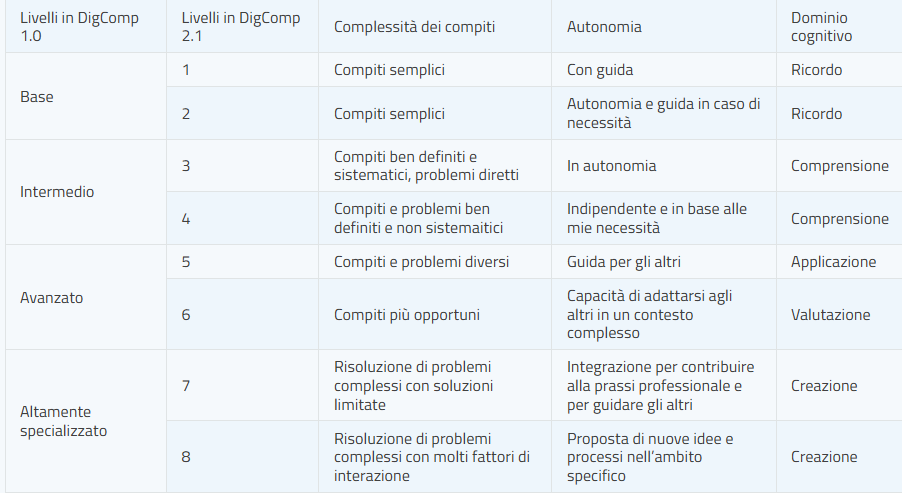 Livelli in DigComp
1.0
Livelli in DigComp
2.1
Complessità dei compiti
Autonomia
Dominio
cognitivo
Base
1
Compiti semplici
Con guida
Ricordo
2
Compiti semplici
Autonomia e guida in caso di
necessità
Ricordo
Intermedio
3
Compiti ben definiti e
sistematici, problemi diretti
In autonomia
Comprensione
4
Compiti e problemi ben
definiti e non sistemaitici
Indipendente e in base alle
mie necessità
Comprensione
Avanzato
5
Compiti e problemi diversi
Guida per gli altri
Applicazione
6
Compiti più opportuni
Capacità di adattarsi agli
altri in un contesto
complesso
Valutazione
Altamente
specializzato
7
Risoluzione di problemi
complessi con soluzioni
limitate
Integrazione per contribuire
alla prassi professionale e
per guidare gli altri
Creazione
8
Risoluzione di problemi
complessi con molti fattori di
interazione
Proposta di nuove idee e
processi nell’ambito
specifico
Creazione